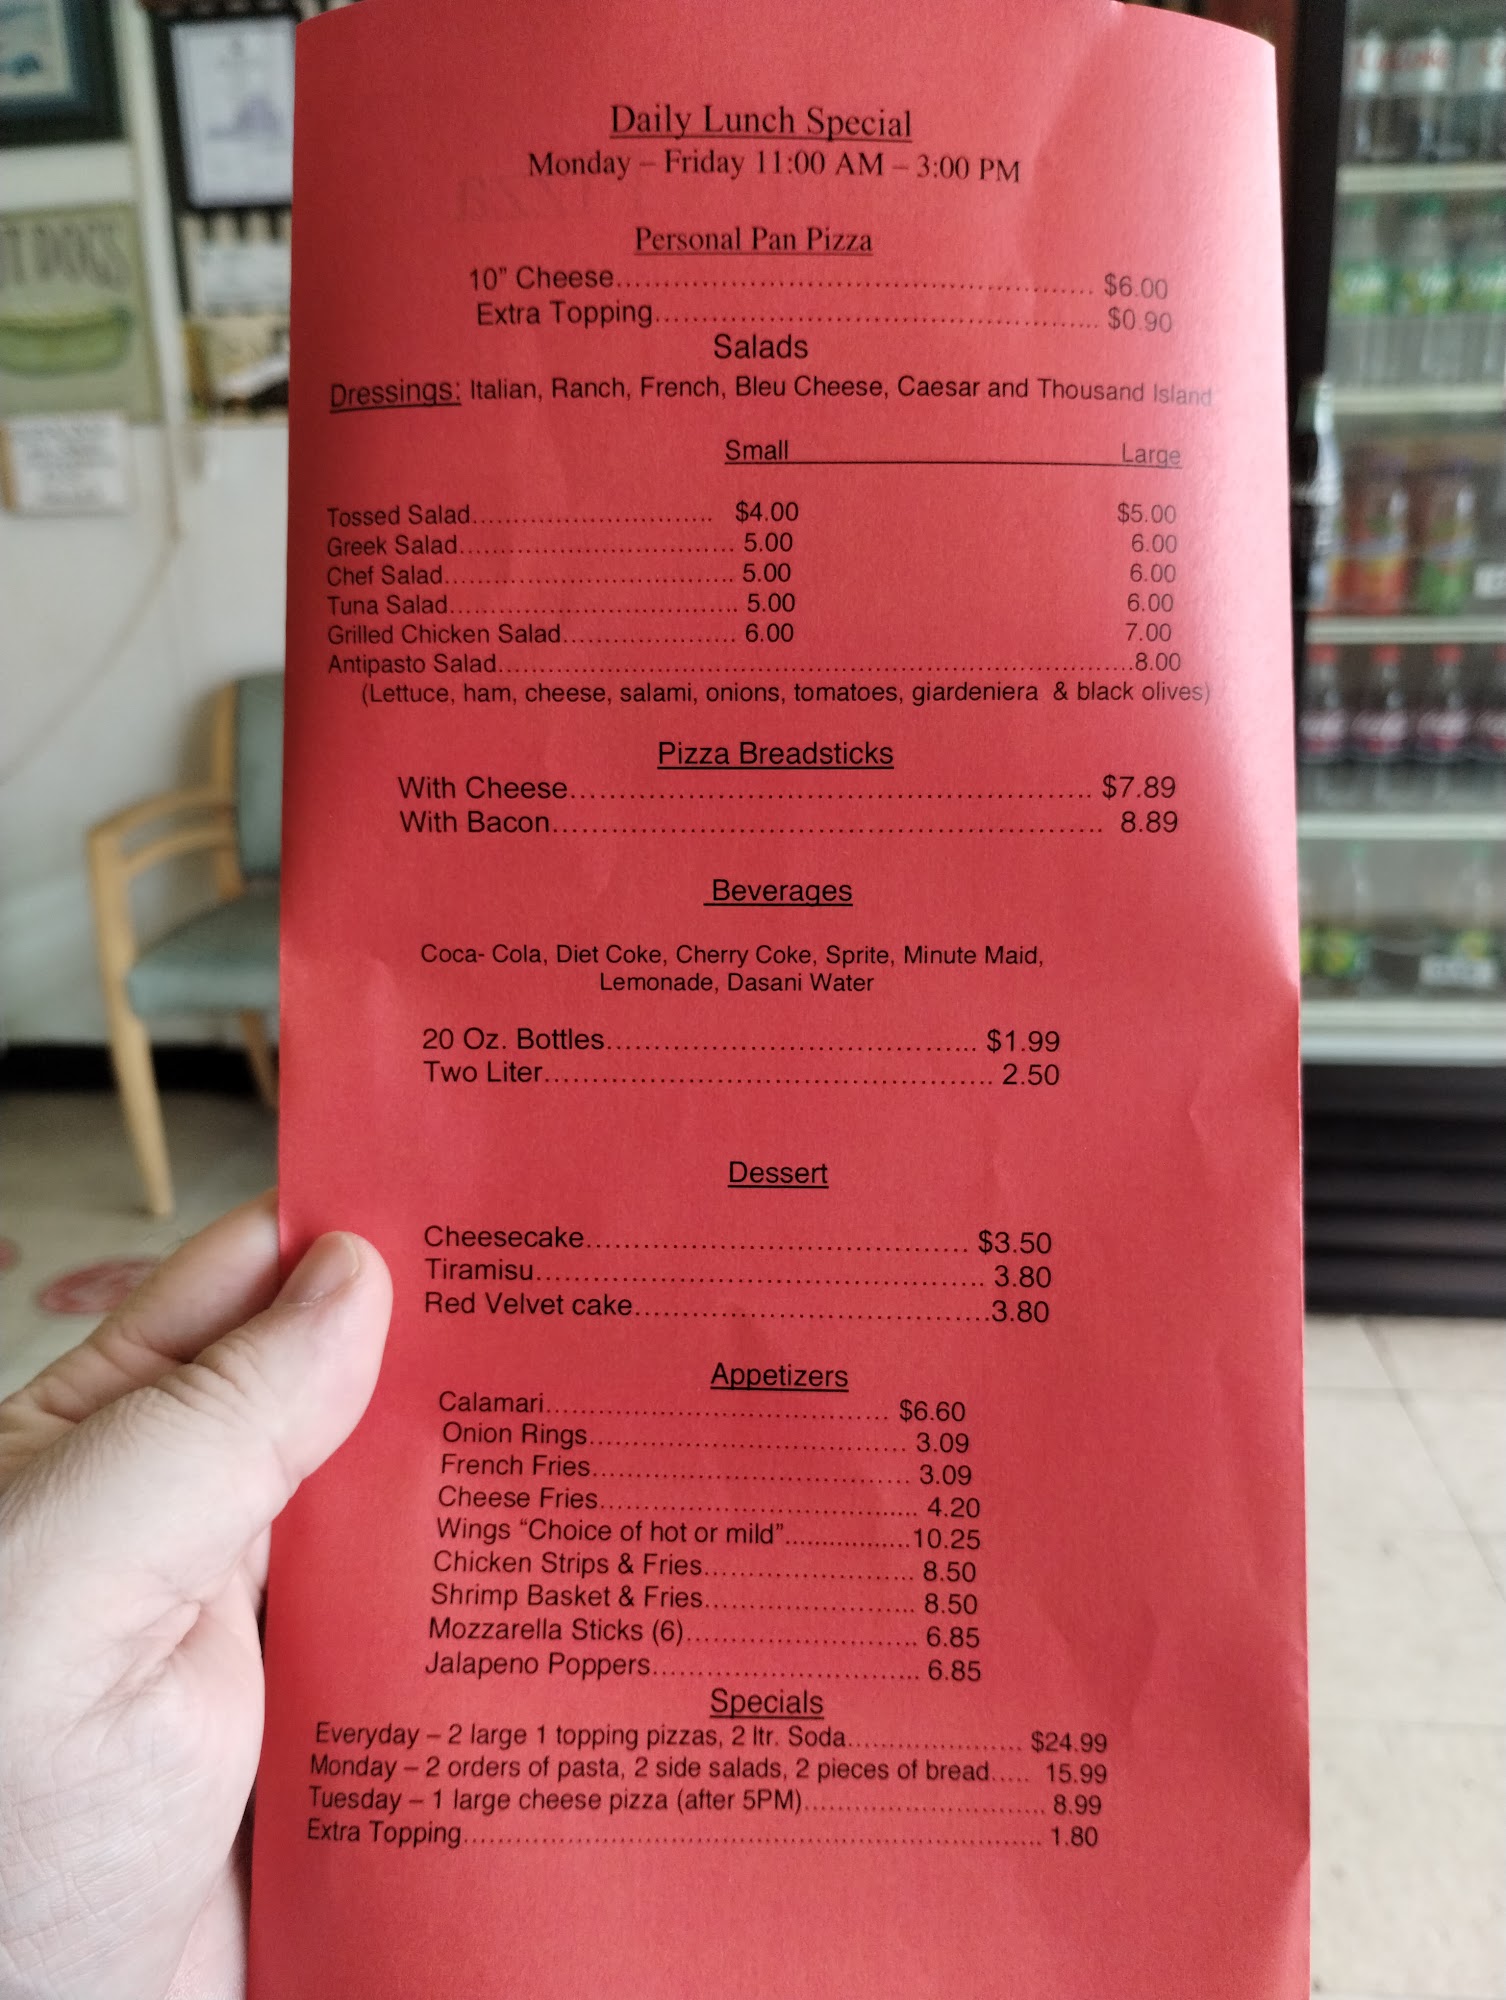 Daily Lunch Special
Monday – Friday 11:00 AM – 3:00 PM
Personal Pan Pizza
10” Cheese.......... $6.00
Extra Topping.......... $0.90
Salads
Dressings: Italian, Ranch, French, Bleu Cheese, Caesar and Thousand Island
Small Large
Tossed Salad.......... $4.00 $5.00
Greek Salad.......... 5.00 6.00
Chef Salad.......... 5.00 6.00
Tuna Salad.......... 5.00 6.00
Grilled Chicken Salad.......... 6.00 7.00
Antipasto Salad..........8.00
(Lettuce, ham, cheese, salami, onions, tomatoes, giardeniera & black olives)
Pizza Breadsticks
With Cheese.......... $7.89
With Bacon.......... 8.89
Beverages
Coca- Cola, Diet Coke, Cherry Coke, Sprite, Minute Maid,
Lemonade, Dasani Water
20 Oz. Bottles.......... $1.99
Two Liter.......... 2.50
Dessert
Cheesecake.......... $3.50
Tiramisu.......... 3.80
Red Velvet cake..........3.80
Appetizers
Calamari.......... $6.60
Onion Rings.......... 3.09
French Fries.......... 3.09
Cheese Fries.......... 4.20
Wings “Choice of hot or mild”..........10.25
Chicken Strips & Fries.......... 8.50
Shrimp Basket & Fries.......... 8.50
Mozzarella Sticks (6).......... 6.85
Jalapeno Poppers.......... 6.85
Specials
Everyday – 2 large 1 topping pizzas, 2 ltr. Soda.......... $24.99
Monday – 2 orders of pasta, 2 side salads, 2 pieces of bread..... 15.99
Tuesday – 1 large cheese pizza (after 5PM).......... 8.99
Extra Topping.......... 1.80